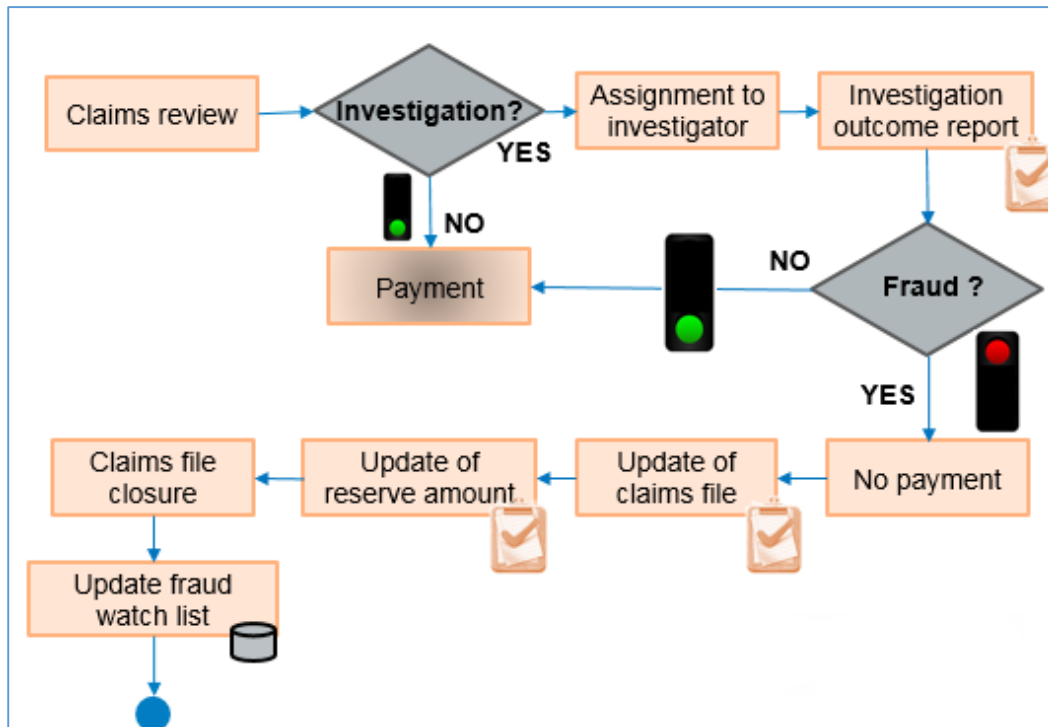 Claims review
Investigation?
YES
NO
Assignment to
investigator
Investigation
outcome report
Payment
NO
Fraud ?
YES
Claims file
closure
Update of
reserve amount
Update of
claims file
No payment
Update fraud
watch list